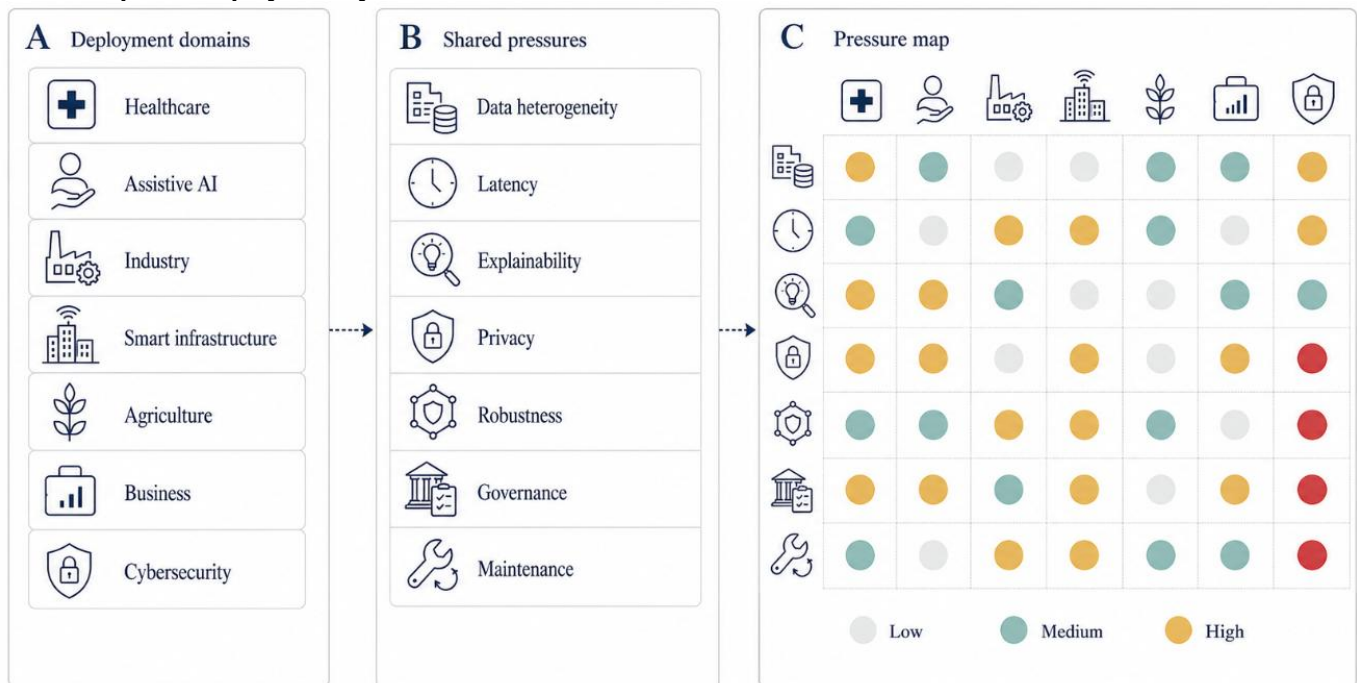 A Deployment domains
Healthcare
Assistive AI
Industry
Smart infrastructure
Agriculture
Business
Cybersecurity
B Shared pressures
Data heterogeneity
Latency
Explainability
Privacy
Robustness
Governance
Maintenance
C Pressure map
Low
Medium
High